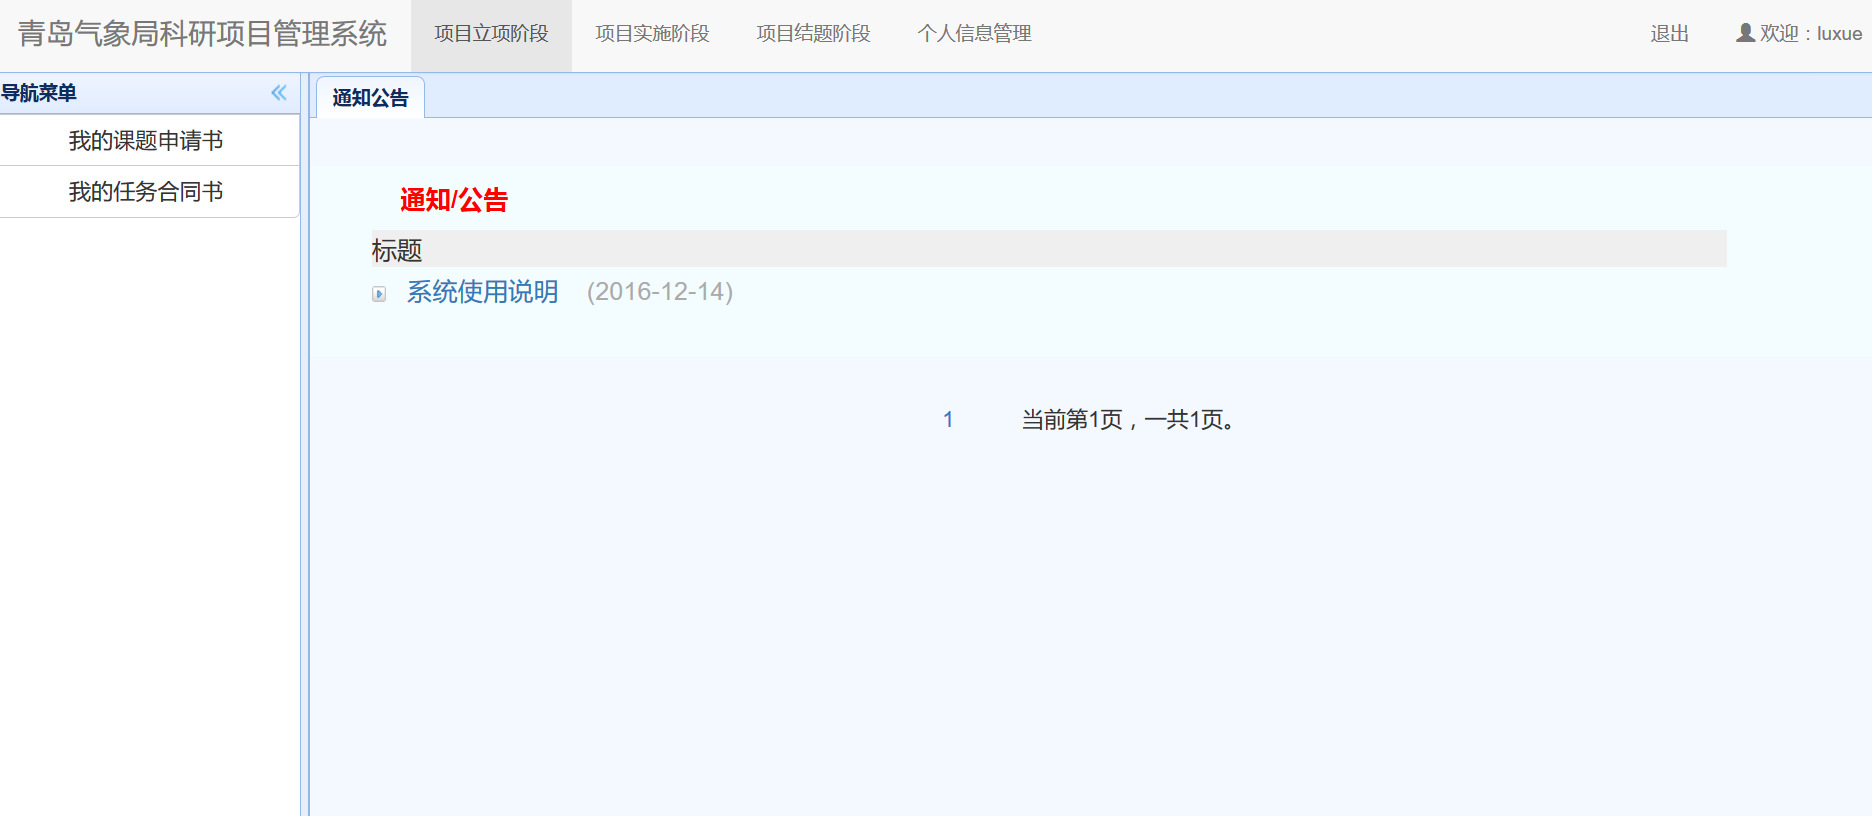 青岛气象局科研项目管理系统 项目立项阶段 项目实施阶段 项目结题阶段 个人信息管理 退出 欢迎：luxue
导航菜单
我的课题申请书
我的任务合同书
通知公告
通知/公告
标题
系统使用说明 (2016-12-14)
1 当前第1页，一共1页。